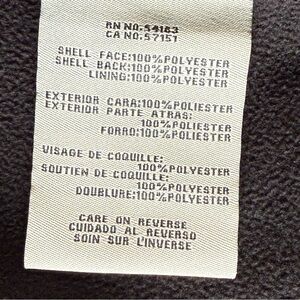 RN NO:54183
CA NO:57151
SHELL FACE:100%POLYESTER
SHELL BACK:100%POLYESTER
LINING:100%POLYESTER
EXTERIOR CARA:100%POLIESTER
EXTERIOR PARTE ATRAS:
100%POLIESTER
FORRO:100%POLIESTER
VISAGE DE COQUILLE:
100%POLYESTER
SOUTIEN DE COQUILLE:
100%POLYESTER
DOUBLURE:100%POLYESTER
CARE ON REVERSE
CUIDADO AL REVERSO
SOIN SUR L'INVERSE